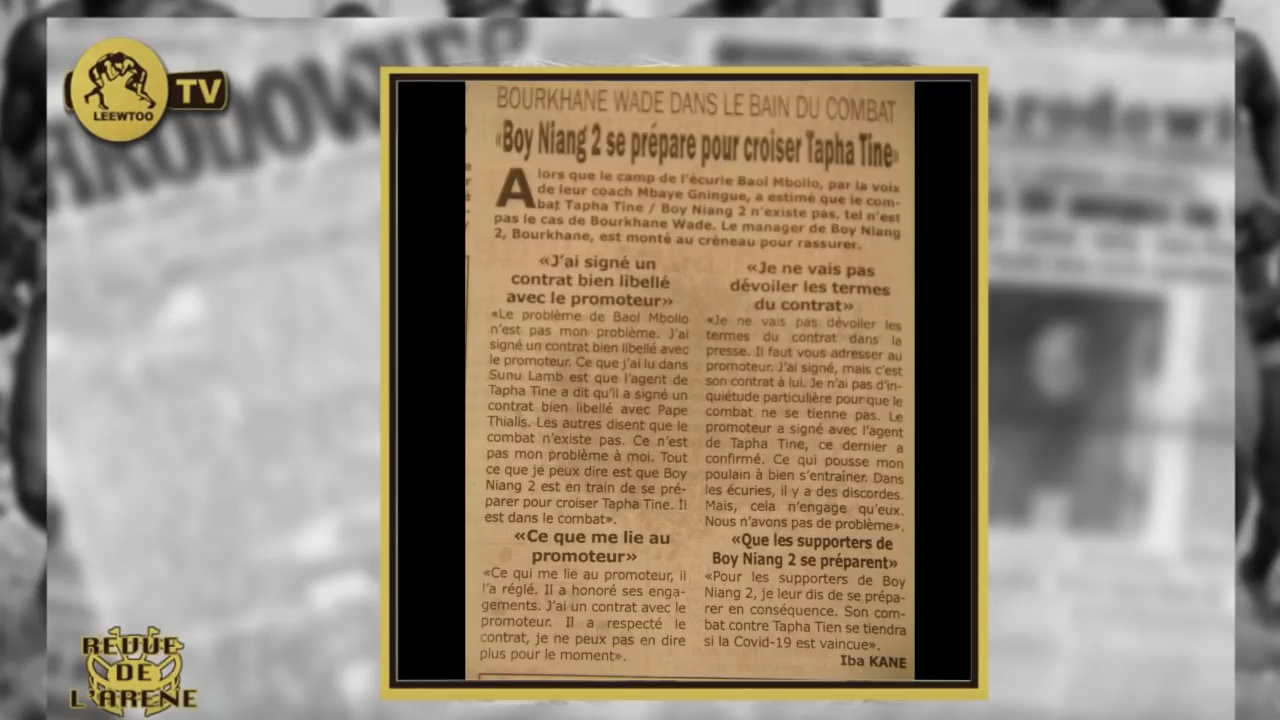 LEEWTOO
TV
BOURKHANE WADE DANS LE BAIN DU COMBAT
«Boy Niang 2 se prépare pour croiser Tapha Tine»
Alors que le camp de l'écurie Baol Mbollo, par la voix
de leur coach Mbaye Gningue, a estimé que le com-
bat Tapha Tine / Boy Niang 2 n'existe pas, tel n'est
pas le cas de Bourkhane Wade. Le manager de Boy Niang
2, Bourkhane, est monté au crèneau pour rassurer.
«J'ai signé un
contrat bien libellé
avec le promoteur»
«Le problème de Baol Mbollo
n'est pas mon problème. J'ai
signé un contrat bien libellé avec
le promoteur. Ce que j'ai lu dans
Sunu Lamb est que l'agent de
Tapha Tine a dit qu'il a signé un
contrat bien libellé avec Pape
Thialis. Les autres disent que le
combat n'existe pas. Ce n'est
pas mon problème à moi. Tout
ce que je peux dire est que Boy
Niang 2 est en train de se pré-
parer pour croiser Tapha Tine. Il
est dans le combat».
«Ce que me lie au
promoteur»
«Ce qui me lie au promoteur, il
l'a réglé. Il a honoré ses enga-
gements. J'ai un contrat avec le
promoteur. Il a respecté le
contrat, je ne peux pas en dire
plus pour le moment».
«Je ne vais pas
dévoiler les termes
du contrat»
«Je ne vais pas dévoiler les
termes du contrat dans la
presse. Il faut vous adresser au
promoteur. J'ai signé, mais c'est
son contrat à lui. Je n'ai pas d'in-
quiétude particulière pour que le
combat ne se tienne pas. Le
promoteur a signé avec l'agent
de Tapha Tine, ce dernier a
confirmé. Ce qui pousse mon
poulain à bien s'entraîner. Dans
les écuries, il y a des discordes.
Mais, cela n'engage qu'eux.
Nous n'avons pas de problème».
«Que les supporters de
Boy Niang 2 se préparent»
«Pour les supporters de Boy
Niang 2, je leur dis de se prépa-
rer en conséquence. Son com-
bat contre Tapha Tien se tiendra
si la Covid-19 est vaincue».
Iba KANE
REVUE
DE
L'ARENE